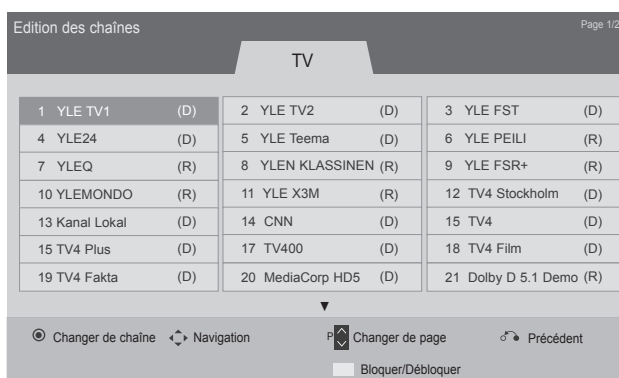 Edition des chaînes Page 1/2
TV
1 YLE TV1 (D) 2 YLE TV2 (D) 3 YLE FST (D)
4 YLE24 (D) 5 YLE Teema (D) 6 YLE PEILI (R)
7 YLEQ (R) 8 YLEN KLASSINEN (R) 9 YLE FSR+ (R)
10 YLEMONDO (R) 11 YLE X3M (R) 12 TV4 Stockholm (D)
13 Kanal Lokal (D) 14 CNN (D) 15 TV4 (D)
15 TV4 Plus (D) 17 TV400 (D) 18 TV4 Film (D)
19 TV4 Fakta (D) 20 MediaCorp HD5 (D) 21 Dolby D 5.1 Demo (R)
Changer de chaîne Navigation P Changer de page Précédent
Bloquer/Débloquer